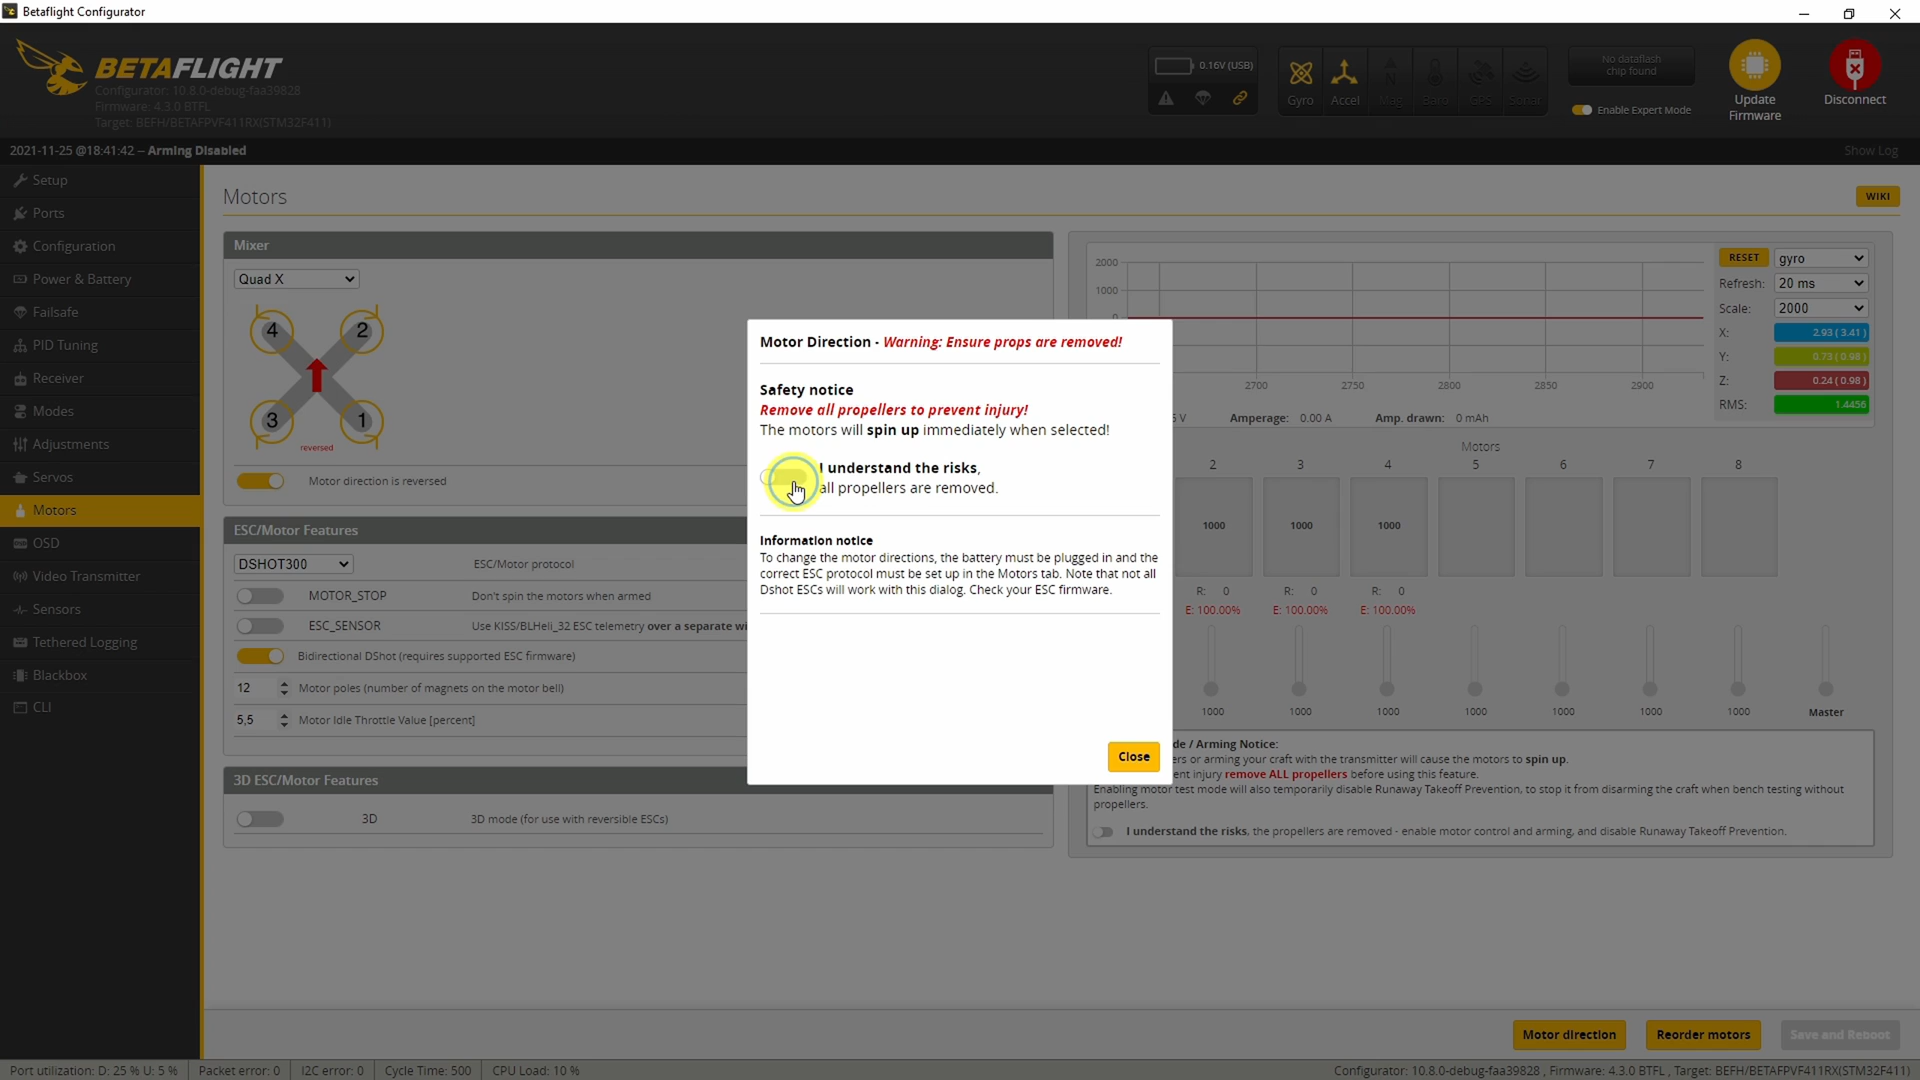 Betaflight Configurator
BETAFLIGHT
Configurator: 10.8.0-debug-faa39828
Firmware: 4.3.0 BTFL
Target: BEFH/BETAFPVF411RX(STM32F411)
0.16V (USB)
Gyro Accel Mag Baro GPS Sonar
No dataflash
chip found
Enable Expert Mode
Update
Firmware
Disconnect
2021-11-25 @18:41:42 -- Arming Disabled
Show Log
Setup
Ports
Configuration
Power & Battery
Failsafe
PID Tuning
Receiver
Modes
Adjustments
Servos
Motors
OSD
Video Transmitter
Sensors
Tethered Logging
Blackbox
CLI
Motors
WIKI
Mixer
Quad X
4 2
3 1
reversed
Motor direction is reversed
ESC/Motor Features
DSHOT300 ESC/Motor protocol
MOTOR_STOP Don't spin the motors when armed
ESC_SENSOR Use KISS/BLHeli_32 ESC telemetry over a separate
Bidirectional DShot (requires supported ESC firmware)
12 Motor poles (number of magnets on the motor bell)
5,5 Motor Idle Throttle Value [percent]
3D ESC/Motor Features
3D 3D mode (for use with reversible ESCs)
Motor Direction - Warning: Ensure props are removed!
Safety notice
Remove all propellers to prevent injury!
The motors will spin up immediately when selected!
I understand the risks,
all propellers are removed.
Information notice
To change the motor directions, the battery must be plugged in and the
correct ESC protocol must be set up in the Motors tab. Note that not all
Dshot ESCs will work with this dialog. Check your ESC firmware.
Close
2000
1000
0
2700 2750 2800 2850 2900
RESET gyro
Refresh: 20 ms
Scale: 2000
X: 2.93 ( 3.41 )
Y: 0.73 ( 0.98 )
Z: 0.24 ( 0.98 )
RMS: 1.4456
V Amperage: 0.00 A Amp. drawn: 0 mAh
Motors
2 3 4 5 6 7 8
1000 1000 1000
R: 0 R: 0 R: 0
E: 100.00% E: 100.00% E: 100.00%
1000 1000 1000 1000 1000 1000 1000 Master
/ Arming Notice:
or arming your craft with the transmitter will cause the motors to spin up.
injury remove ALL propellers before using this feature.
Enabling motor test mode will also temporarily disable Runaway Takeoff Prevention, to stop it from disarming the craft when bench testing without
propellers.
I understand the risks, the propellers are removed - enable motor control and arming, and disable Runaway Takeoff Prevention.
Motor direction
Reorder motors
Save and Reboot
Port utilization: D: 25 % U: 5 % Packet error: 0 I2C error: 0 Cycle Time: 500 CPU Load: 10 %
Configurator: 10.8.0-debug-faa39828 , Firmware: 4.3.0 BTFL , Target: BEFH/BETAFPVF411RX(STM32F411)